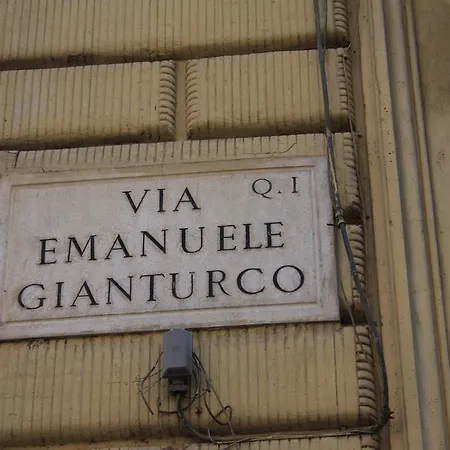 VIA Q. I
EMANUELE
GIANTURCO